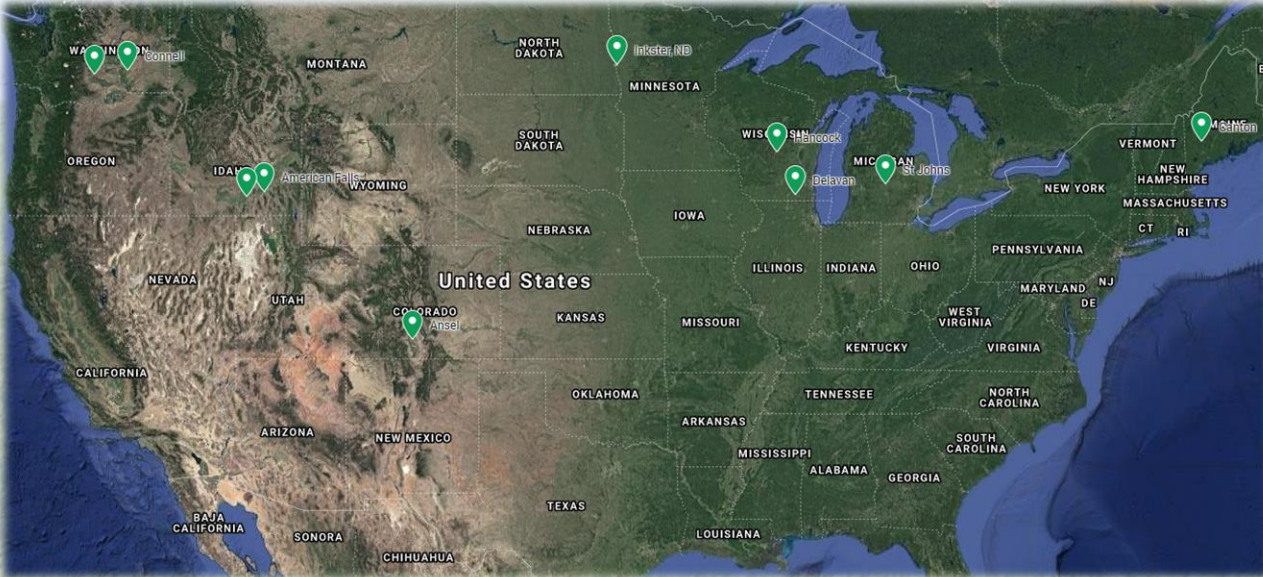 WASHINGTON
Connell
MONTANA
NORTH
DAKOTA
Inkster, ND
MINNESOTA
OREGON
IDAHO
American Falls
WYOMING
SOUTH
DAKOTA
WISCONSIN
Hancock
Delavan
MICHIGAN
St Johns
MAINE
Canton
VERMONT
NEW
HAMPSHIRE
NEW YORK
MASSACHUSETTS
CT
RI
IOWA
NEBRASKA
NEVADA
UTAH
United States
ILLINOIS
INDIANA
OHIO
PENNSYLVANIA
NJ
MARYLAND
DE
COLORADO
Ansel
KANSAS
MISSOURI
WEST
VIRGINIA
KENTUCKY
VIRGINIA
CALIFORNIA
OKLAHOMA
TENNESSEE
NORTH
CAROLINA
ARIZONA
NEW MEXICO
ARKANSAS
SOUTH
CAROLINA
MISSISSIPPI
ALABAMA
GEORGIA
TEXAS
LOUISIANA
BAJA
CALIFORNIA
SONORA
CHIHUAHUA